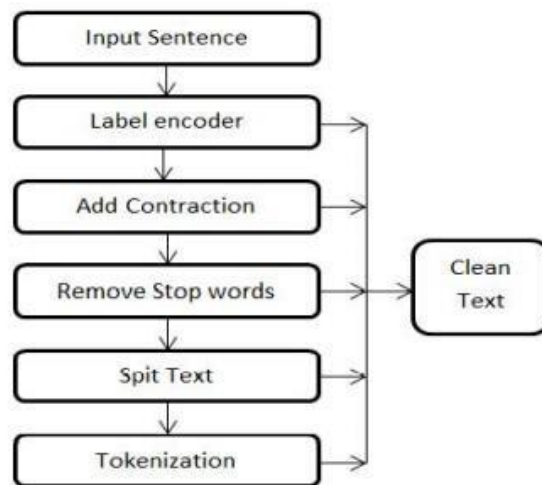 Input Sentence
Label encoder
Add Contraction
Remove Stop words
Spit Text
Tokenization
Clean
Text